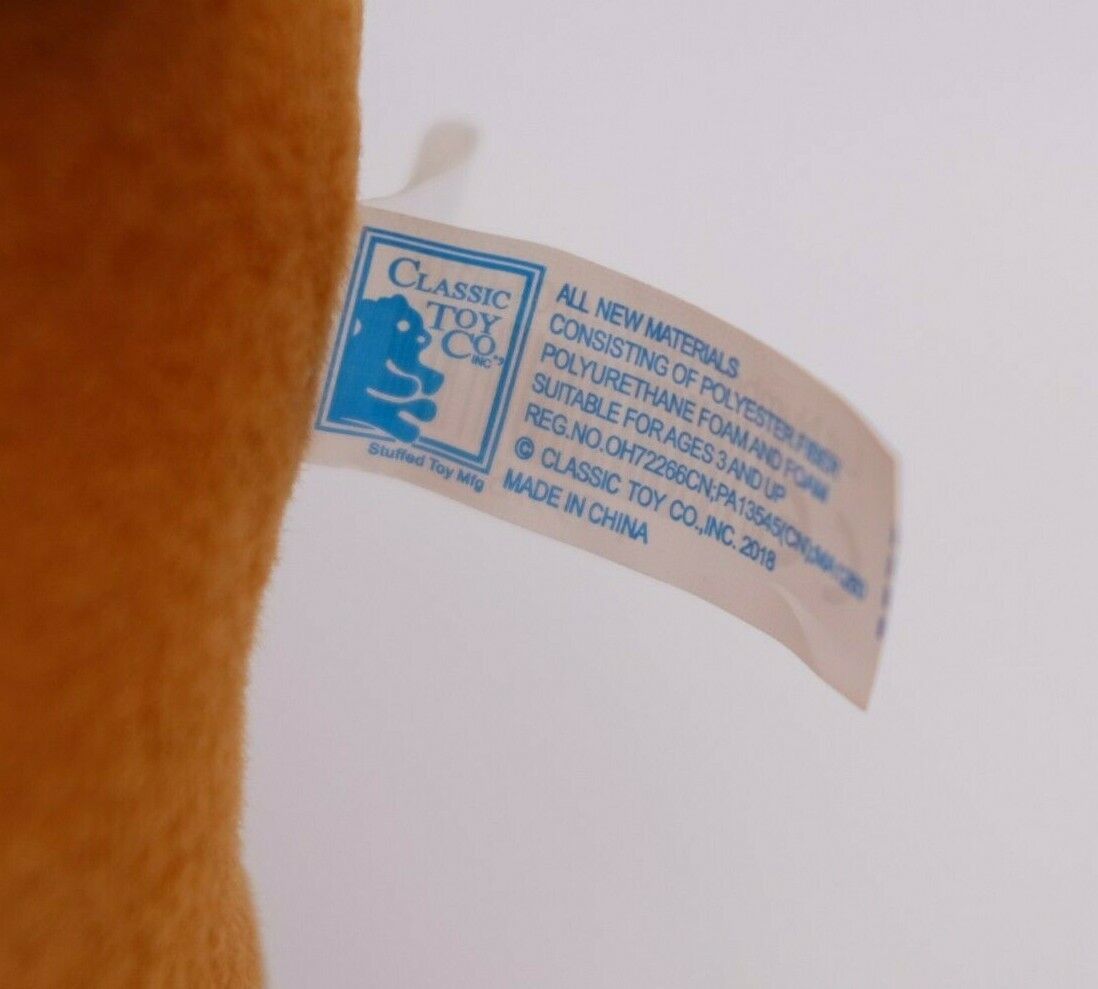 CLASSIC
TOY
CO.
INC
Stuffed Toy Mfg
ALL NEW MATERIALS
CONSISTING OF POLYESTER FIBER
POLYURETHANE FOAM AND FOAM
SUITABLE FOR AGES 3 AND UP
REG.NO.OH72266CN;PA13545(CN)
© CLASSIC TOY CO.,INC. 2018
MADE IN CHINA